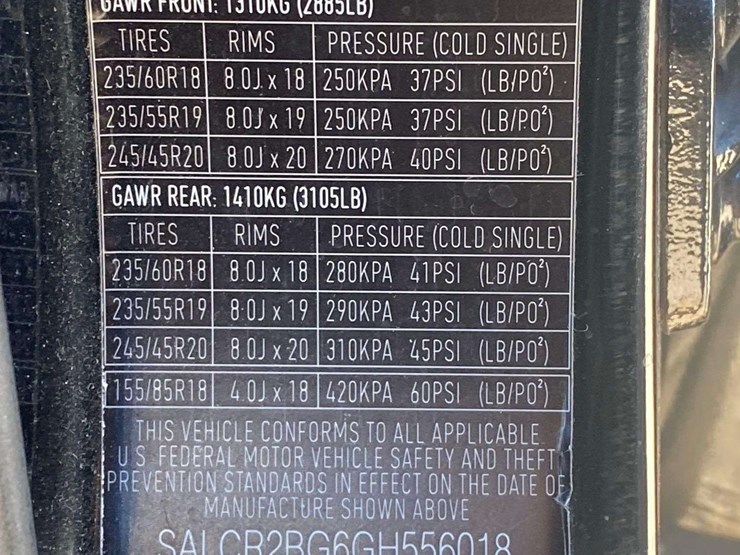 GAWR FRONT: 1310KG (2885LB)
TIRES RIMS PRESSURE (COLD SINGLE)
235/60R18 8.0J x 18 250KPA 37PSI (LB/PO²)
235/55R19 8.0J x 19 250KPA 37PSI (LB/PO²)
245/45R20 8.0J x 20 270KPA 40PSI (LB/PO²)
GAWR REAR: 1410KG (3105LB)
TIRES RIMS PRESSURE (COLD SINGLE)
235/60R18 8.0J x 18 280KPA 41PSI (LB/PO²)
235/55R19 8.0J x 19 290KPA 43PSI (LB/PO²)
245/45R20 8.0J x 20 310KPA 45PSI (LB/PO²)
155/85R18 4.0J x 18 420KPA 60PSI (LB/PO²)
THIS VEHICLE CONFORMS TO ALL APPLICABLE
U S FEDERAL MOTOR VEHICLE SAFETY AND THEFT
PREVENTION STANDARDS IN EFFECT ON THE DATE OF
MANUFACTURE SHOWN ABOVE
SALCR2BG6GH556018